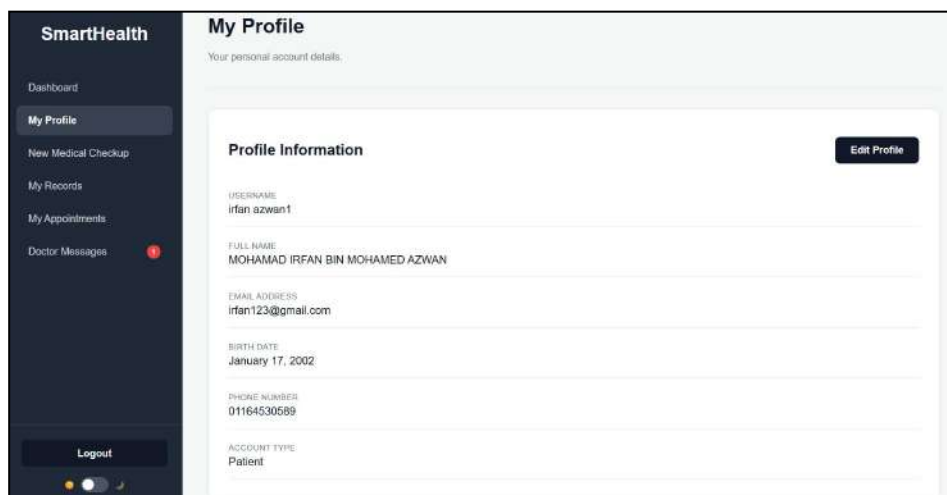 SmartHealth
Dashboard
My Profile
New Medical Checkup
My Records
My Appointments
Doctor Messages
1
Logout
My Profile
Your personal account details.
Profile Information
Edit Profile
USERNAME
irfan azwan1
FULL NAME
MOHAMAD IRFAN BIN MOHAMED AZWAN
EMAIL ADDRESS
irfan123@gmail.com
BIRTH DATE
January 17, 2002
PHONE NUMBER
01164530589
ACCOUNT TYPE
Patient